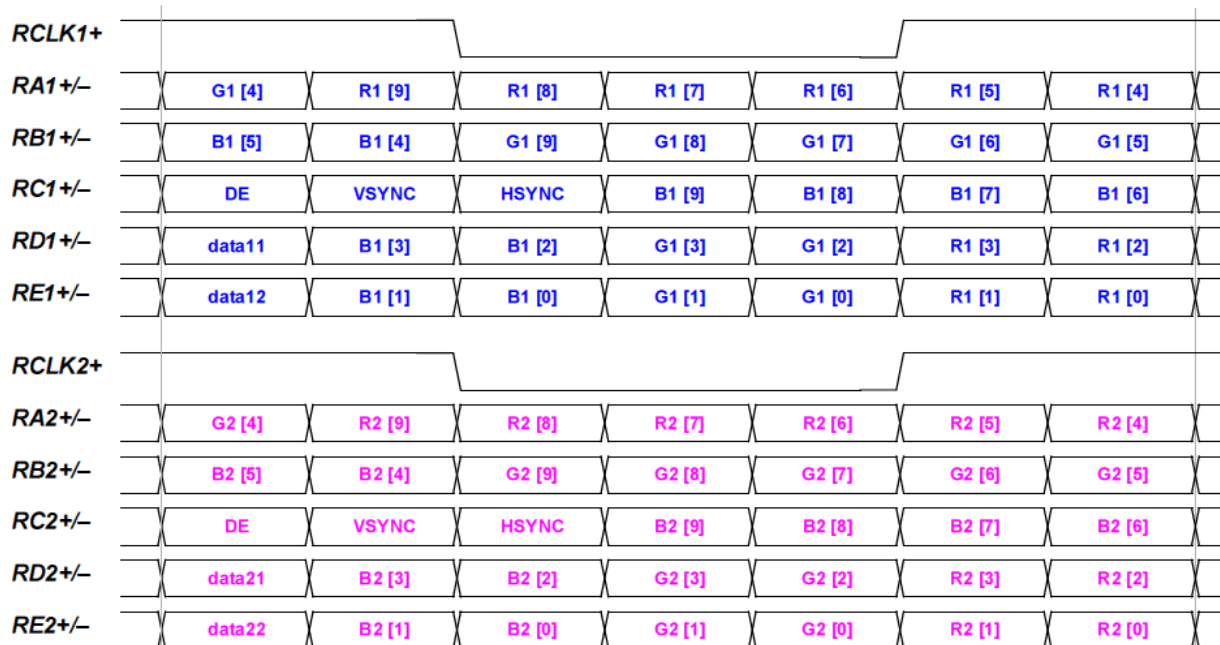 RCLK1+
RA1+/– G1 [4] R1 [9] R1 [8] R1 [7] R1 [6] R1 [5] R1 [4]
RB1+/– B1 [5] B1 [4] G1 [9] G1 [8] G1 [7] G1 [6] G1 [5]
RC1+/– DE VSYNC HSYNC B1 [9] B1 [8] B1 [7] B1 [6]
RD1+/– data11 B1 [3] B1 [2] G1 [3] G1 [2] R1 [3] R1 [2]
RE1+/– data12 B1 [1] B1 [0] G1 [1] G1 [0] R1 [1] R1 [0]
RCLK2+
RA2+/– G2 [4] R2 [9] R2 [8] R2 [7] R2 [6] R2 [5] R2 [4]
RB2+/– B2 [5] B2 [4] G2 [9] G2 [8] G2 [7] G2 [6] G2 [5]
RC2+/– DE VSYNC HSYNC B2 [9] B2 [8] B2 [7] B2 [6]
RD2+/– data21 B2 [3] B2 [2] G2 [3] G2 [2] R2 [3] R2 [2]
RE2+/– data22 B2 [1] B2 [0] G2 [1] G2 [0] R2 [1] R2 [0]